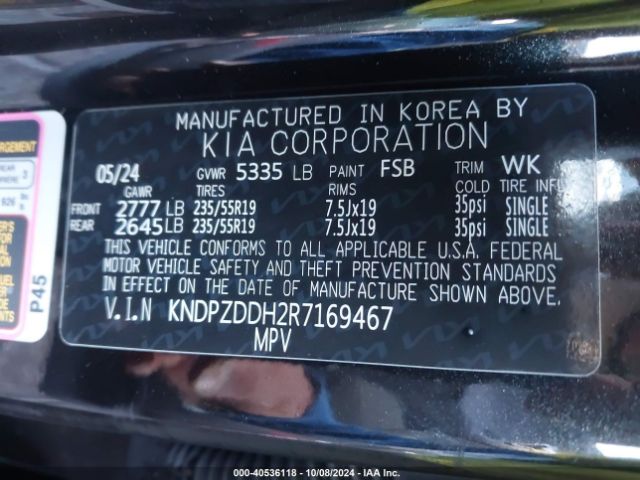 MANUFACTURED IN KOREA BY
KIA CORPORATION
05/24 GVWR 5335 LB PAINT FSB TRIM WK
GAWR TIRES RIMS COLD TIRE INF
FRONT 2777 LB 235/55R19 7.5Jx19 35psi SINGLE
REAR 2645 LB 235/55R19 7.5Jx19 35psi SINGLE
THIS VEHICLE CONFORMS TO ALL APPLICABLE U.S.A. FEDERAL
MOTOR VEHICLE SAFETY AND THEFT PREVENTION STANDARDS
IN EFFECT ON THE DATE OF MANUFACTURE SHOWN ABOVE.
V.I.N KNDPZDDH2R7169467
MPV
P45
000-40536118 - 10/08/2024 - IAA Inc.